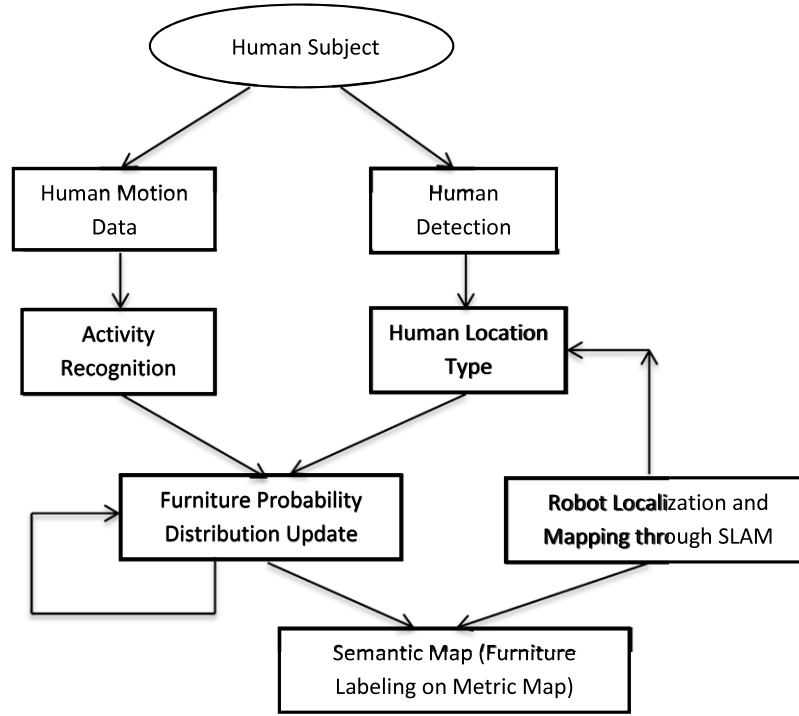 Human Subject
Human Motion
Data
Human
Detection
Activity
Recognition
Human Location
Type
Furniture Probability
Distribution Update
Robot Localization and
Mapping through SLAM
Semantic Map (Furniture
Labeling on Metric Map)